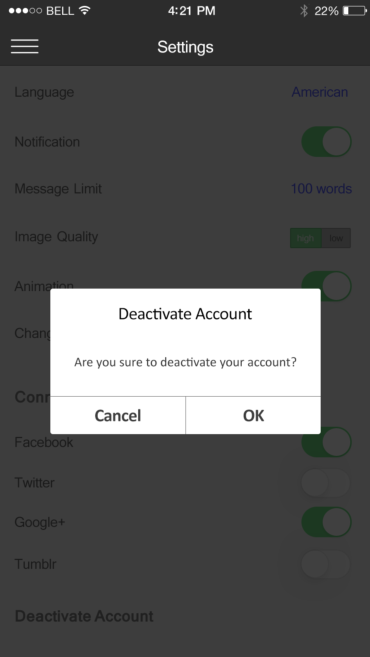 BELL 4:21 PM 22%
Settings
Language American
Notification
Message Limit 100 words
Image Quality high low
Animation
Chang
Deactivate Account
Are you sure to deactivate your account?
Conn
Cancel OK
Facebook
Twitter
Google+
Tumblr
Deactivate Account